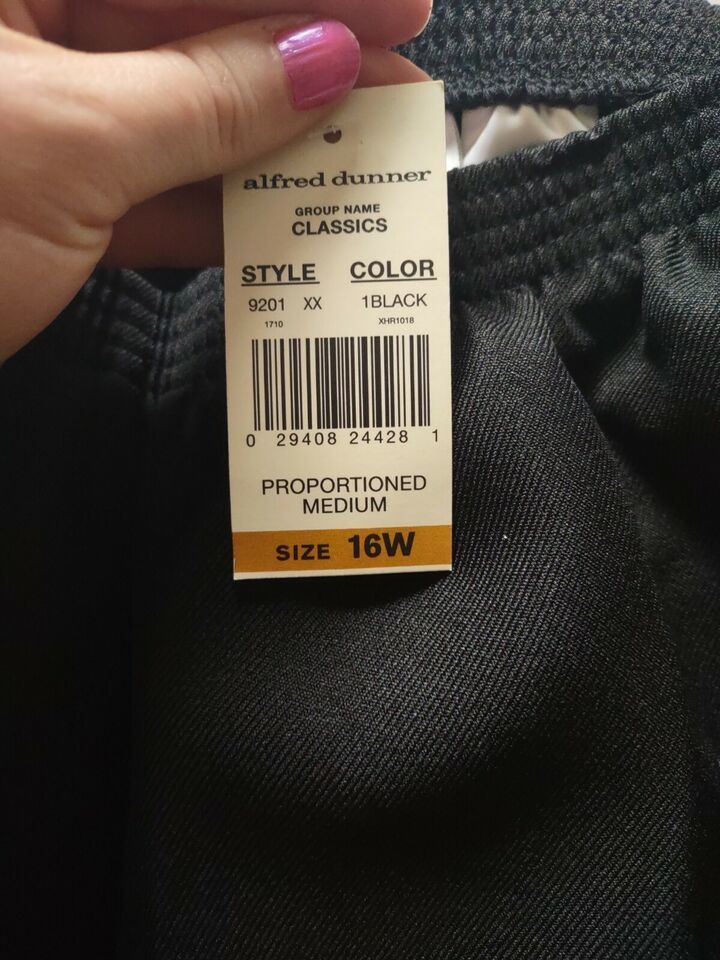 alfred dunner
GROUP NAME
CLASSICS
STYLE COLOR
9201 XX 1BLACK
1710 XHR1018
0 29408 24428 1
PROPORTIONED
MEDIUM
SIZE 16W